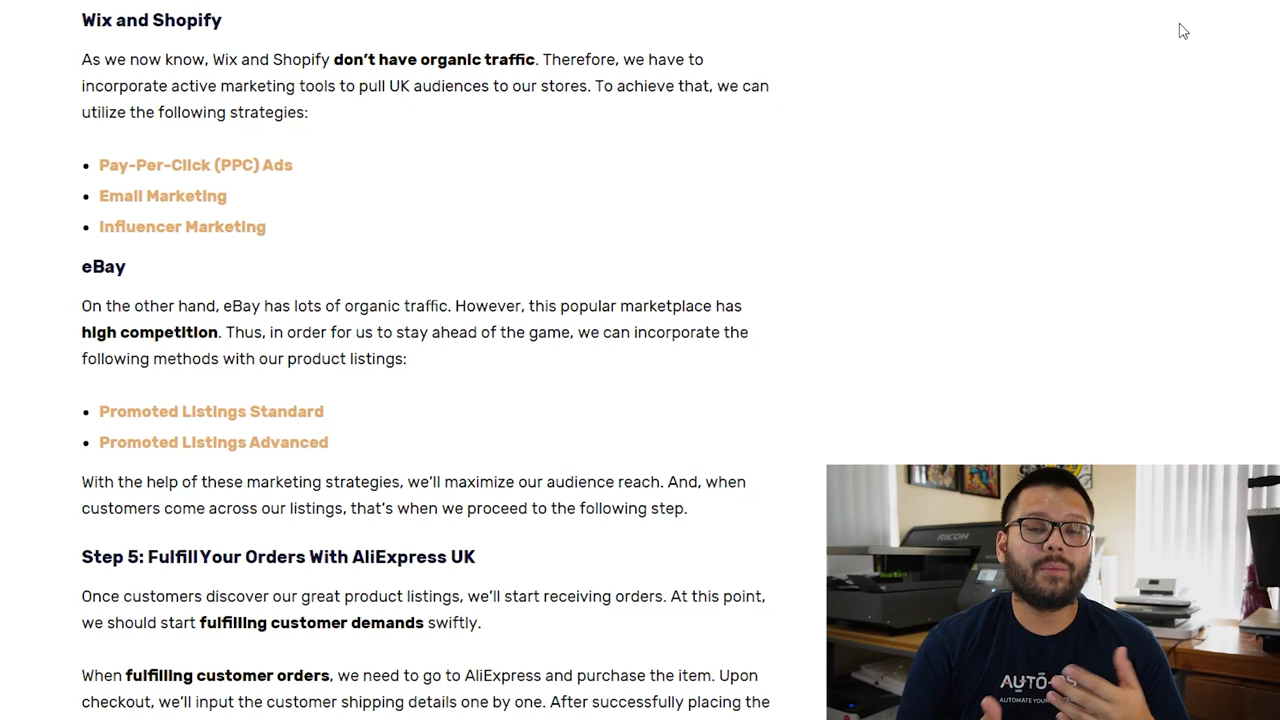 Wix and Shopify
As we now know, Wix and Shopify don't have organic traffic. Therefore, we have to
incorporate active marketing tools to pull UK audiences to our stores. To achieve that, we can
utilize the following strategies:
• Pay-Per-Click (PPC) Ads
• Email Marketing
• Influencer Marketing
eBay
On the other hand, eBay has lots of organic traffic. However, this popular marketplace has
high competition. Thus, in order for us to stay ahead of the game, we can incorporate the
following methods with our product listings:
• Promoted Listings Standard
• Promoted Listings Advanced
With the help of these marketing strategies, we'll maximize our audience reach. And, when
customers come across our listings, that's when we proceed to the following step.
Step 5: Fulfill Your Orders With AliExpress UK
Once customers discover our great product listings, we'll start receiving orders. At this point,
we should start fulfilling customer demands swiftly.
When fulfilling customer orders, we need to go to AliExpress and purchase the item. Upon
checkout, we'll input the customer shipping details one by one. After successfully placing the
RICOH